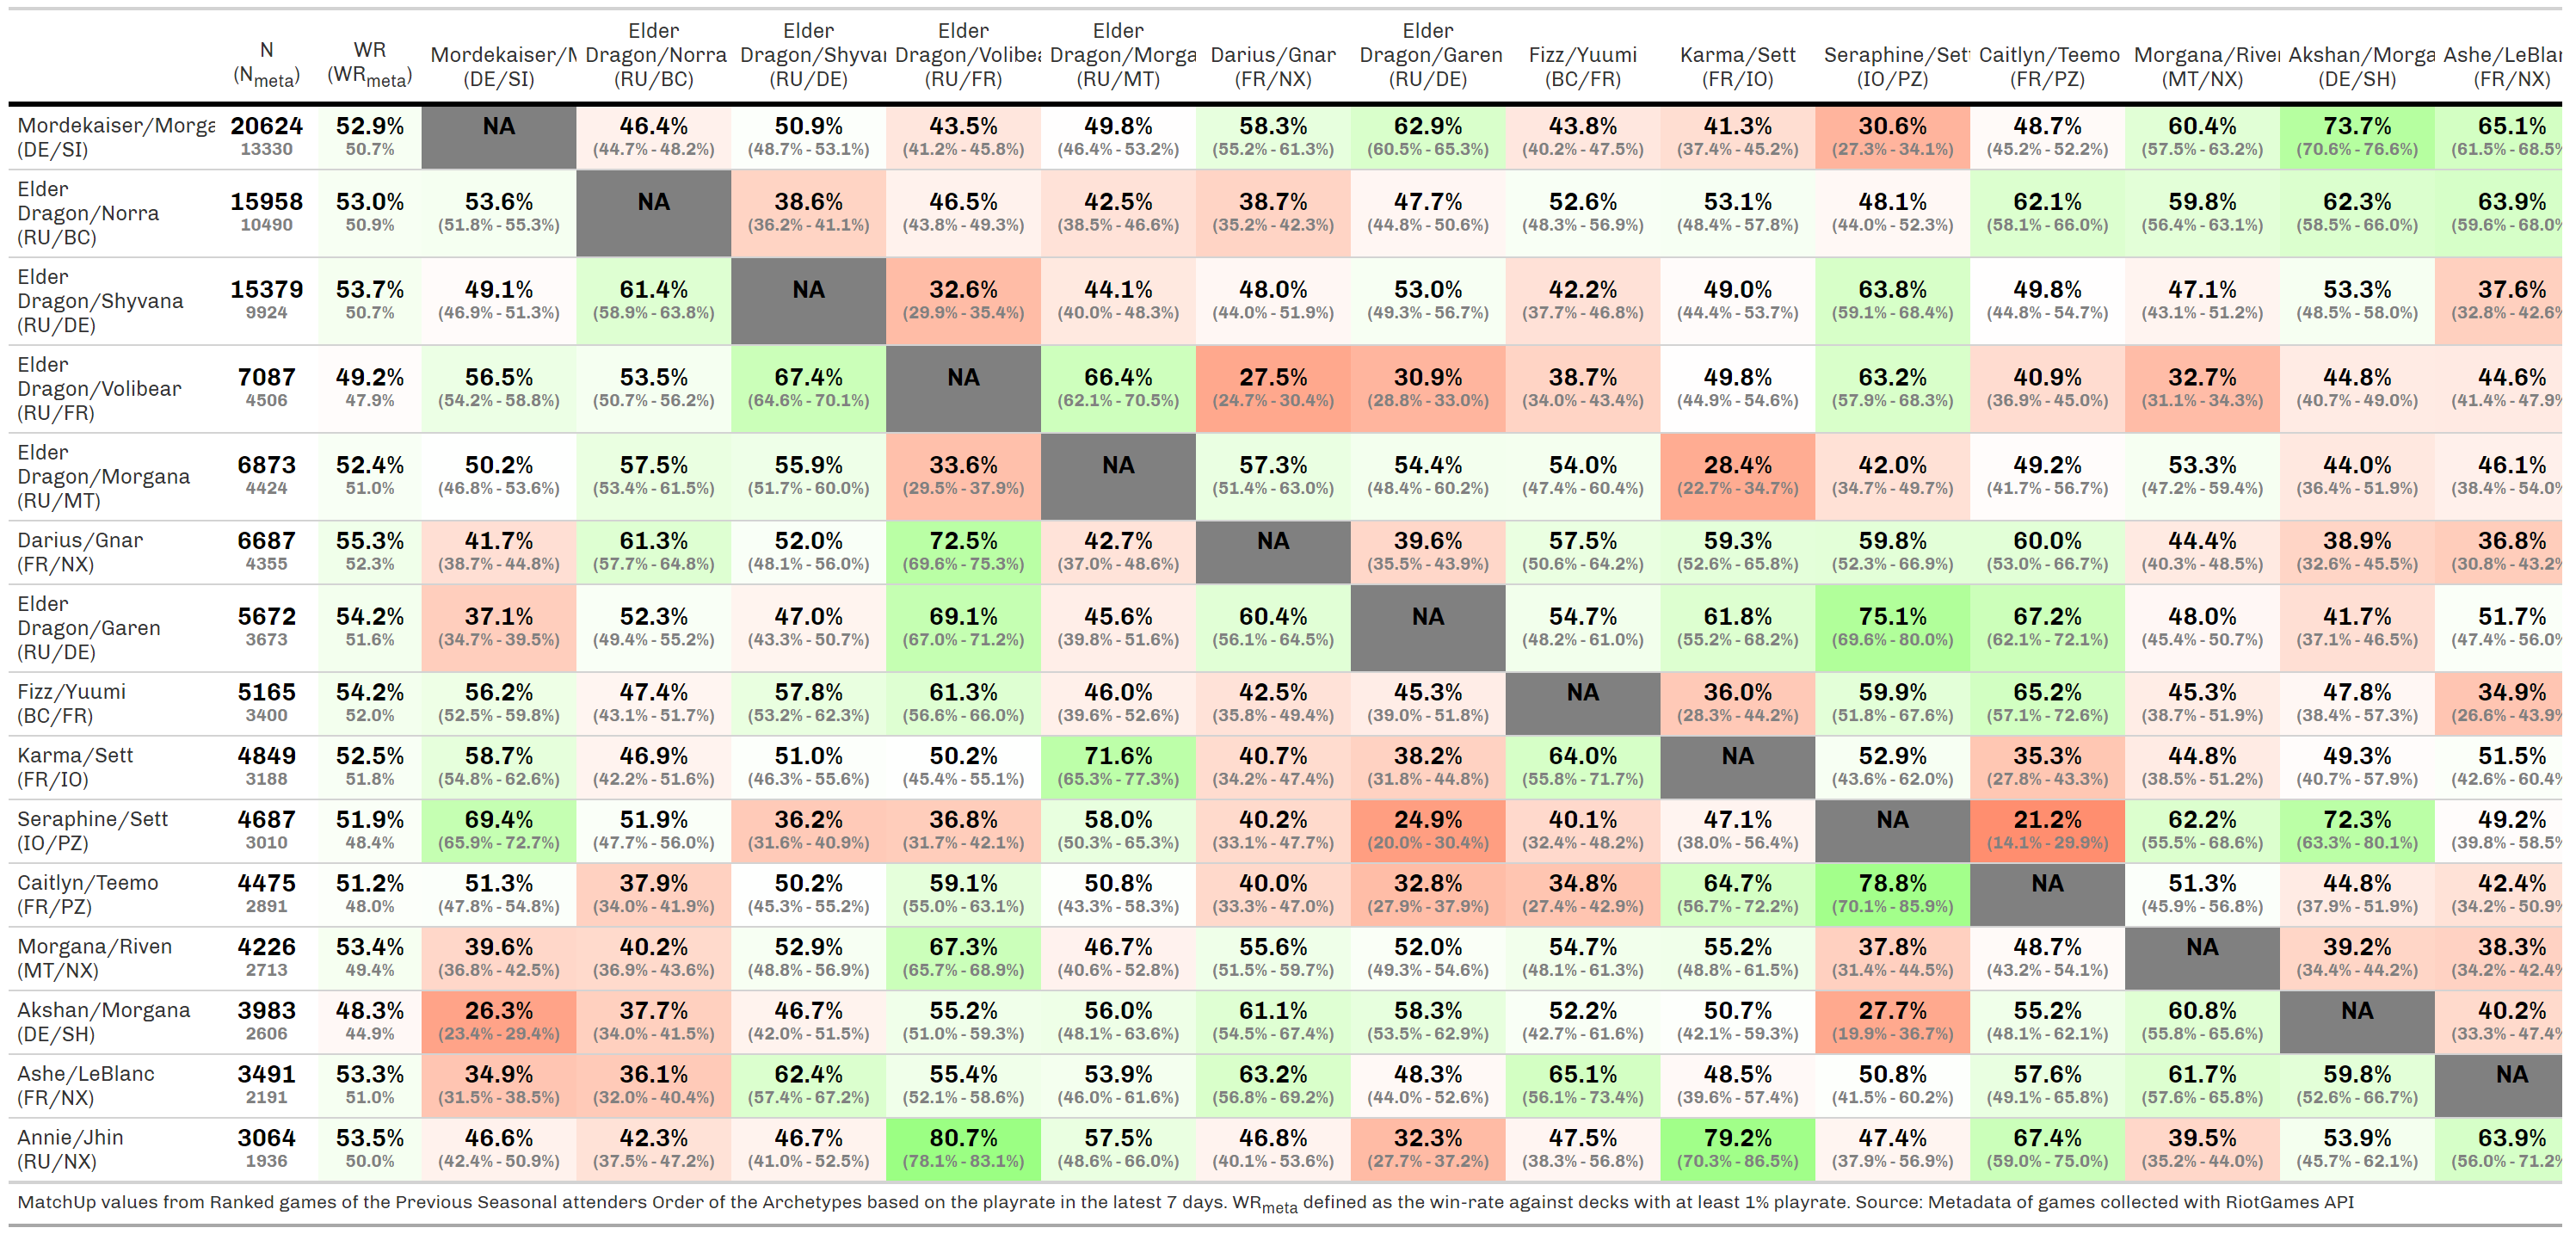 Elder Elder Elder Elder Elder
N WR Mordekaiser/M Dragon/Norra Dragon/Shyvan Dragon/Volibea Dragon/Morga Darius/Gnar Dragon/Garen Fizz/Yuumi Karma/Sett Seraphine/Sett Caitlyn/Teemo Morgana/Riven Akshan/Morga Ashe/LeBlan
(Nmeta) (WRmeta) (DE/SI) (RU/BC) (RU/DE) (RU/FR) (RU/MT) (FR/NX) (RU/DE) (BC/FR) (FR/IO) (IO/PZ) (FR/PZ) (MT/NX) (DE/SH) (FR/NX)
Mordekaiser/Morga 20624 52.9% NA 46.4% 50.9% 43.5% 49.8% 58.3% 62.9% 43.8% 41.3% 30.6% 48.7% 60.4% 73.7% 65.1%
(DE/SI) 13330 50.7% (44.7% - 48.2%) (48.7% - 53.1%) (41.2% - 45.8%) (46.4% - 53.2%) (55.2% - 61.3%) (60.5% - 65.3%) (40.2% - 47.5%) (37.4% - 45.2%) (27.3% - 34.1%) (45.2% - 52.2%) (57.5% - 63.2%) (70.6% - 76.6%) (61.5% - 68.5%
Elder
Dragon/Norra 15958 53.0% 53.6% NA 38.6% 46.5% 42.5% 38.7% 47.7% 52.6% 53.1% 48.1% 62.1% 59.8% 62.3% 63.9%
(RU/BC) 10490 50.9% (51.8% - 55.3%) (36.2% - 41.1%) (43.8% - 49.3%) (38.5% - 46.6%) (35.2% - 42.3%) (44.8% - 50.6%) (48.3% - 56.9%) (48.4% - 57.8%) (44.0% - 52.3%) (58.1% - 66.0%) (56.4% - 63.1%) (58.5% - 66.0%) (59.6% - 68.0%
Elder
Dragon/Shyvana 15379 53.7% 49.1% 61.4% NA 32.6% 44.1% 48.0% 53.0% 42.2% 49.0% 63.8% 49.8% 47.1% 53.3% 37.6%
(RU/DE) 9924 50.7% (46.9% - 51.3%) (58.9% - 63.8%) (29.9% - 35.4%) (40.0% - 48.3%) (44.0% - 51.9%) (49.3% - 56.7%) (37.7% - 46.8%) (44.4% - 53.7%) (59.1% - 68.4%) (44.8% - 54.7%) (43.1% - 51.2%) (48.5% - 58.0%) (32.8% - 42.6%
Elder
Dragon/Volibear 7087 49.2% 56.5% 53.5% 67.4% NA 66.4% 27.5% 30.9% 38.7% 49.8% 63.2% 40.9% 32.7% 44.8% 44.6%
(RU/FR) 4506 47.9% (54.2% - 58.8%) (50.7% - 56.2%) (64.6% - 70.1%) (62.1% - 70.5%) (24.7% - 30.4%) (28.8% - 33.0%) (34.0% - 43.4%) (44.9% - 54.6%) (57.9% - 68.3%) (36.9% - 45.0%) (31.1% - 34.3%) (40.7% - 49.0%) (41.4% - 47.9%
Elder
Dragon/Morgana 6873 52.4% 50.2% 57.5% 55.9% 33.6% NA 57.3% 54.4% 54.0% 28.4% 42.0% 49.2% 53.3% 44.0% 46.1%
(RU/MT) 4424 51.0% (46.8% - 53.6%) (53.4% - 61.5%) (51.7% - 60.0%) (29.5% - 37.9%) (51.4% - 63.0%) (48.4% - 60.2%) (47.4% - 60.4%) (22.7% - 34.7%) (34.7% - 49.7%) (41.7% - 56.7%) (47.2% - 59.4%) (36.4% - 51.9%) (38.4% - 54.0%
Darius/Gnar 6687 55.3% 41.7% 61.3% 52.0% 72.5% 42.7% NA 39.6% 57.5% 59.3% 59.8% 60.0% 44.4% 38.9% 36.8%
(FR/NX) 4355 52.3% (38.7% - 44.8%) (57.7% - 64.8%) (48.1% - 56.0%) (69.6% - 75.3%) (37.0% - 48.6%) (35.5% - 43.9%) (50.6% - 64.2%) (52.6% - 65.8%) (52.3% - 66.9%) (53.0% - 66.7%) (40.3% - 48.5%) (32.6% - 45.5%) (30.8% - 43.2%
Elder
Dragon/Garen 5672 54.2% 37.1% 52.3% 47.0% 69.1% 45.6% 60.4% NA 54.7% 61.8% 75.1% 67.2% 48.0% 41.7% 51.7%
(RU/DE) 3673 51.6% (34.7% - 39.5%) (49.4% - 55.2%) (43.3% - 50.7%) (67.0% - 71.2%) (39.8% - 51.6%) (56.1% - 64.5%) (48.2% - 61.0%) (55.2% - 68.2%) (69.6% - 80.0%) (62.1% - 72.1%) (45.4% - 50.7%) (37.1% - 46.5%) (47.4% - 56.0%
Fizz/Yuumi 5165 54.2% 56.2% 47.4% 57.8% 61.3% 46.0% 42.5% 45.3% NA 36.0% 59.9% 65.2% 45.3% 47.8% 34.9%
(BC/FR) 3400 52.0% (52.5% - 59.8%) (43.1% - 51.7%) (53.2% - 62.3%) (56.6% - 66.0%) (39.6% - 52.6%) (35.8% - 49.4%) (39.0% - 51.8%) (28.3% - 44.2%) (51.8% - 67.6%) (57.1% - 72.6%) (38.7% - 51.9%) (38.4% - 57.3%) (26.6% - 43.9%
Karma/Sett 4849 52.5% 58.7% 46.9% 51.0% 50.2% 71.6% 40.7% 38.2% 64.0% NA 52.9% 35.3% 44.8% 49.3% 51.5%
(FR/IO) 3188 51.8% (54.8% - 62.6%) (42.2% - 51.6%) (46.3% - 55.6%) (45.4% - 55.1%) (65.3% - 77.3%) (34.2% - 47.4%) (31.8% - 44.8%) (55.8% - 71.7%) (43.6% - 62.0%) (27.8% - 43.3%) (38.5% - 51.2%) (40.7% - 57.9%) (42.6% - 60.4%
Seraphine/Sett 4687 51.9% 69.4% 51.9% 36.2% 36.8% 58.0% 40.2% 24.9% 40.1% 47.1% NA 21.2% 62.2% 72.3% 49.2%
(IO/PZ) 3010 48.4% (65.9% - 72.7%) (47.7% - 56.0%) (31.6% - 40.9%) (31.7% - 42.1%) (50.3% - 65.3%) (33.1% - 47.7%) (20.0% - 30.4%) (32.4% - 48.2%) (38.0% - 56.4%) (14.1% - 29.9%) (55.5% - 68.6%) (63.3% - 80.1%) (39.8% - 58.5%
Caitlyn/Teemo 4475 51.2% 51.3% 37.9% 50.2% 59.1% 50.8% 40.0% 32.8% 34.8% 64.7% 78.8% NA 51.3% 44.8% 42.4%
(FR/PZ) 2891 48.0% (47.8% - 54.8%) (34.0% - 41.9%) (45.3% - 55.2%) (55.0% - 63.1%) (43.3% - 58.3%) (33.3% - 47.0%) (27.9% - 37.9%) (27.4% - 42.9%) (56.7% - 72.2%) (70.1% - 85.9%) (45.9% - 56.8%) (37.9% - 51.9%) (34.2% - 50.9%
Morgana/Riven 4226 53.4% 39.6% 40.2% 52.9% 67.3% 46.7% 55.6% 52.0% 54.7% 55.2% 37.8% 48.7% NA 39.2% 38.3%
(MT/NX) 2713 49.4% (36.8% - 42.5%) (36.9% - 43.6%) (48.8% - 56.9%) (65.7% - 68.9%) (40.6% - 52.8%) (51.5% - 59.7%) (49.3% - 54.6%) (48.1% - 61.3%) (48.8% - 61.5%) (31.4% - 44.5%) (43.2% - 54.1%) (34.4% - 44.2%) (34.2% - 42.4%
Akshan/Morgana 3983 48.3% 26.3% 37.7% 46.7% 55.2% 56.0% 61.1% 58.3% 52.2% 50.7% 27.7% 55.2% 60.8% NA 40.2%
(DE/SH) 2606 44.9% (23.4% - 29.4%) (34.0% - 41.5%) (42.0% - 51.5%) (51.0% - 59.3%) (48.1% - 63.6%) (54.5% - 67.4%) (53.5% - 62.9%) (42.7% - 61.6%) (42.1% - 59.3%) (19.9% - 36.7%) (48.1% - 62.1%) (55.8% - 65.6%) (33.3% - 47.4%
Ashe/LeBlanc 3491 53.3% 34.9% 36.1% 62.4% 55.4% 53.9% 63.2% 48.3% 65.1% 48.5% 50.8% 57.6% 61.7% 59.8% NA
(FR/NX) 2191 51.0% (31.5% - 38.5%) (32.0% - 40.4%) (57.4% - 67.2%) (52.1% - 58.6%) (46.0% - 61.6%) (56.8% - 69.2%) (44.0% - 52.6%) (56.1% - 73.4%) (39.6% - 57.4%) (41.5% - 60.2%) (49.1% - 65.8%) (57.6% - 65.8%) (52.6% - 66.7%)
Annie/Jhin 3064 53.5% 46.6% 42.3% 46.7% 80.7% 57.5% 46.8% 32.3% 47.5% 79.2% 47.4% 67.4% 39.5% 53.9% 63.9%
(RU/NX) 1936 50.0% (42.4% - 50.9%) (37.5% - 47.2%) (41.0% - 52.5%) (78.1% - 83.1%) (48.6% - 66.0%) (40.1% - 53.6%) (27.7% - 37.2%) (38.3% - 56.8%) (70.3% - 86.5%) (37.9% - 56.9%) (59.0% - 75.0%) (35.2% - 44.0%) (45.7% - 62.1%) (56.0% - 71.2%
MatchUp values from Ranked games of the Previous Seasonal attenders Order of the Archetypes based on the playrate in the latest 7 days. WRmeta defined as the win-rate against decks with at least 1% playrate. Source: Metadata of games collected with RiotGames API